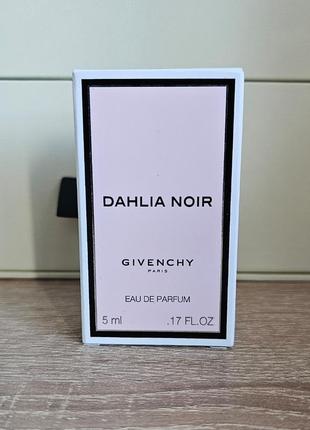 DAHLIA NOIR
GIVENCHY
PARIS
EAU DE PARFUM
5 ml .17 FL.OZ